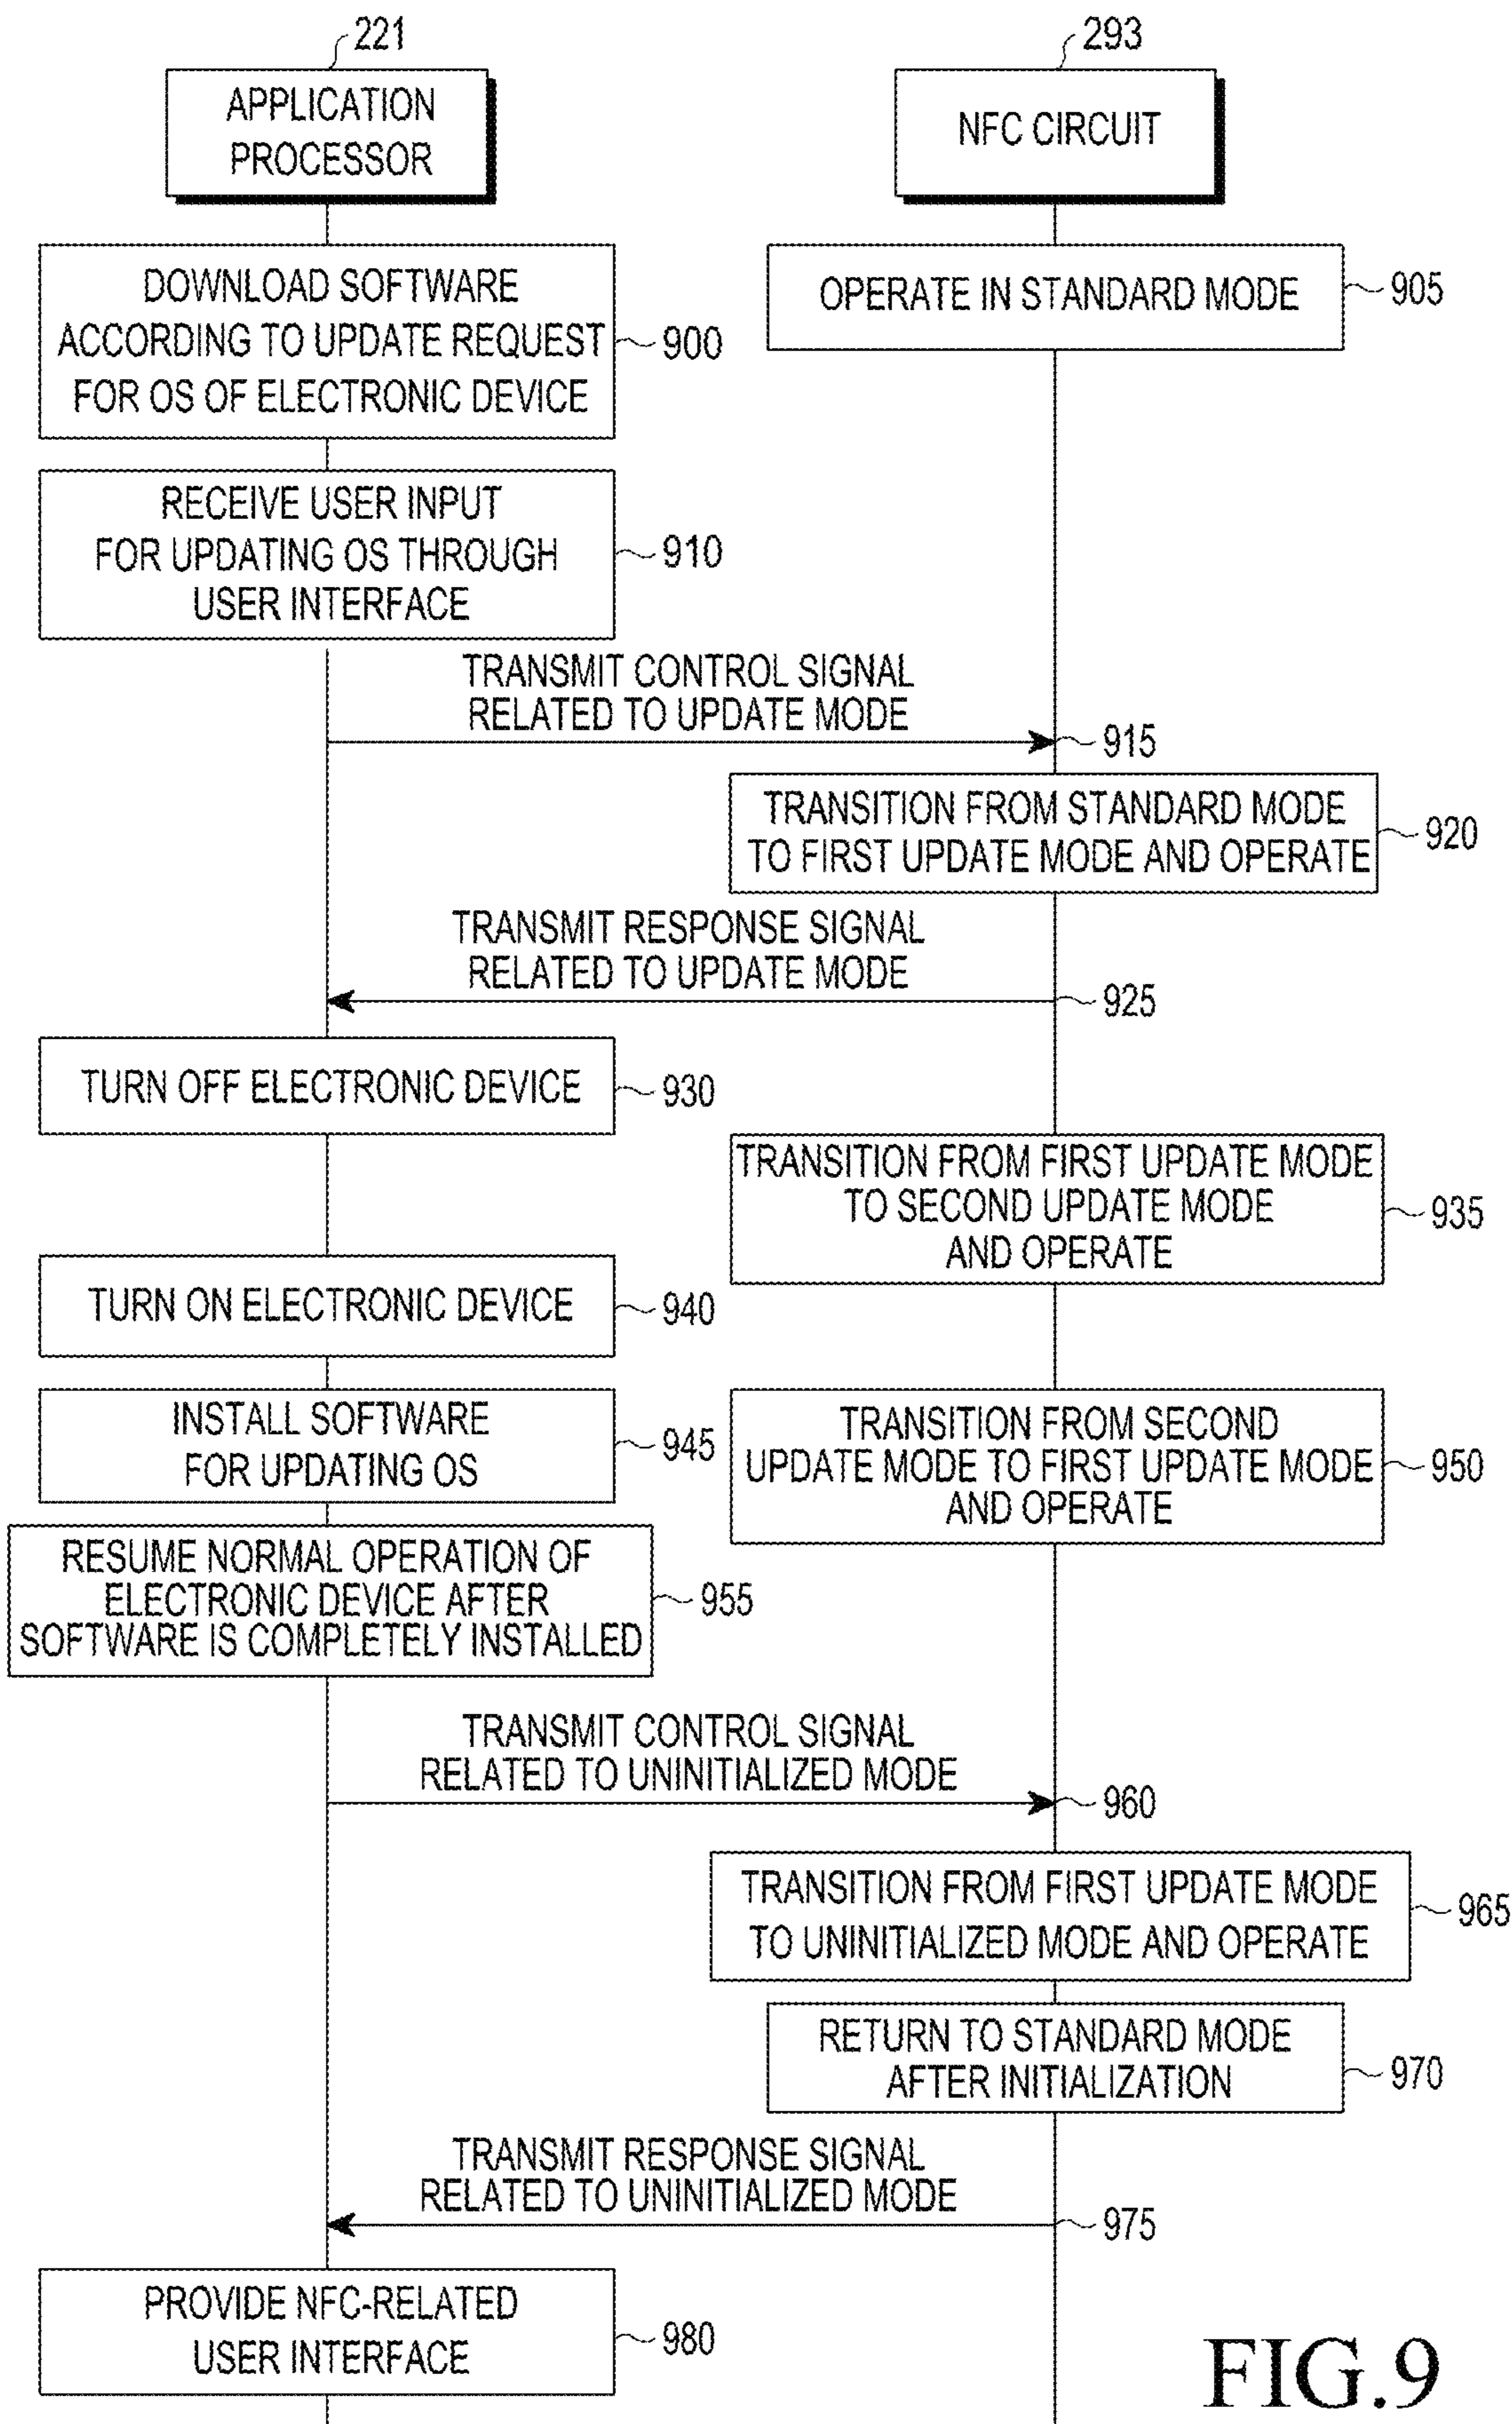 221
APPLICATION
PROCESSOR
293
NFC CIRCUIT
DOWNLOAD SOFTWARE
ACCORDING TO UPDATE REQUEST
FOR OS OF ELECTRONIC DEVICE
900
OPERATE IN STANDARD MODE
905
RECEIVE USER INPUT
FOR UPDATING OS THROUGH
USER INTERFACE
910
TRANSMIT CONTROL SIGNAL
RELATED TO UPDATE MODE
915
TRANSITION FROM STANDARD MODE
TO FIRST UPDATE MODE AND OPERATE
920
TRANSMIT RESPONSE SIGNAL
RELATED TO UPDATE MODE
925
TURN OFF ELECTRONIC DEVICE
930
TRANSITION FROM FIRST UPDATE MODE
TO SECOND UPDATE MODE
AND OPERATE
935
TURN ON ELECTRONIC DEVICE
940
INSTALL SOFTWARE
FOR UPDATING OS
945
TRANSITION FROM SECOND
UPDATE MODE TO FIRST UPDATE MODE
AND OPERATE
950
RESUME NORMAL OPERATION OF
ELECTRONIC DEVICE AFTER
SOFTWARE IS COMPLETELY INSTALLED
955
TRANSMIT CONTROL SIGNAL
RELATED TO UNINITIALIZED MODE
960
TRANSITION FROM FIRST UPDATE MODE
TO UNINITIALIZED MODE AND OPERATE
965
RETURN TO STANDARD MODE
AFTER INITIALIZATION
970
TRANSMIT RESPONSE SIGNAL
RELATED TO UNINITIALIZED MODE
975
PROVIDE NFC-RELATED
USER INTERFACE
980
FIG.9